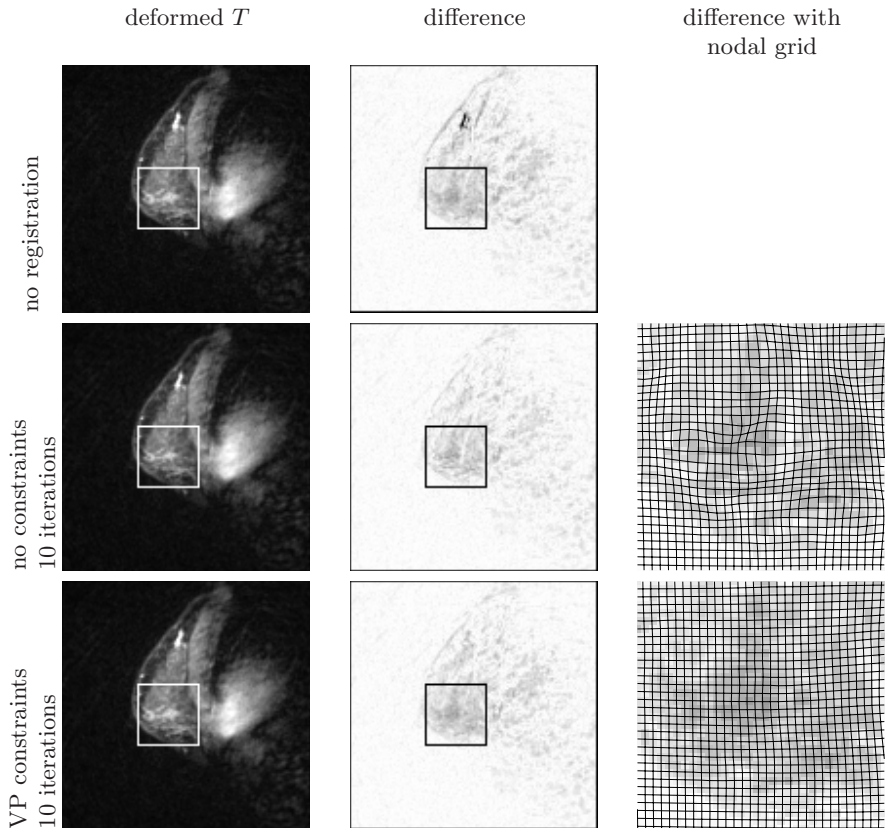 deformed T
difference
difference with
nodal grid
no registration
no constraints
10 iterations
VP constraints
10 iterations